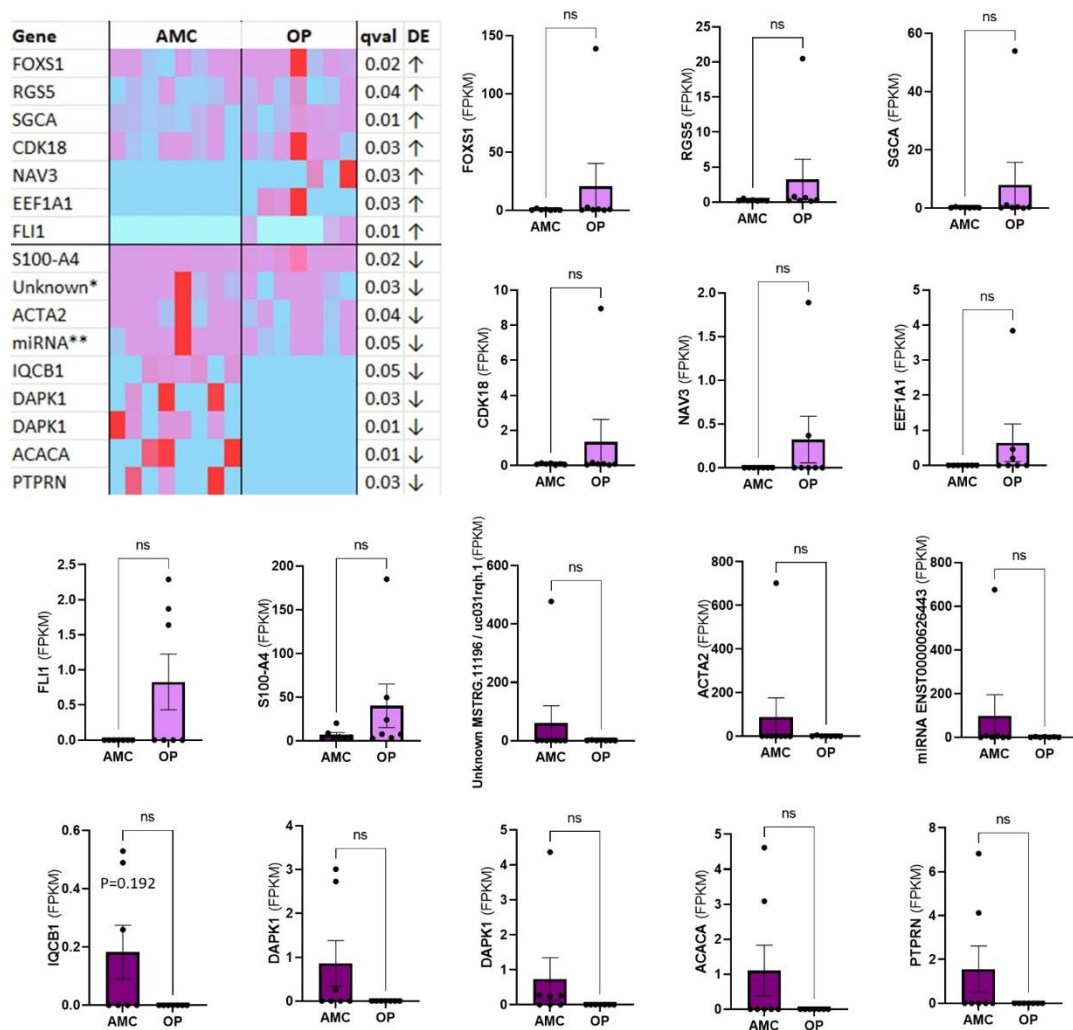 Gene AMC OP qval DE
FOXS1 0.02 ↑
RGS5 0.04 ↑
SGCA 0.01 ↑
CDK18 0.03 ↑
NAV3 0.03 ↑
EEF1A1 0.03 ↑
FLI1 0.01 ↑
S100-A4 0.02 ↓
Unknown* 0.03 ↓
ACTA2 0.04 ↓
miRNA** 0.05 ↓
IQCB1 0.05 ↓
DAPK1 0.03 ↓
DAPK1 0.01 ↓
ACACA 0.01 ↓
PTPRN 0.03 ↓
ns
FOXS1 (FPKM)
150
100
50
0
AMC OP
ns
RGS5 (FPKM)
25
20
15
10
5
0
AMC OP
ns
SGCA (FPKM)
60
40
20
0
AMC OP
ns
CDK18 (FPKM)
10
8
6
4
2
0
AMC OP
ns
NAV3 (FPKM)
2.0
1.5
1.0
0.5
0.0
AMC OP
ns
EEF1A1 (FPKM)
5
4
3
2
1
0
AMC OP
ns
FLI1 (FPKM)
2.5
2.0
1.5
1.0
0.5
0.0
AMC OP
ns
S100-A4 (FPKM)
200
150
100
50
0
AMC OP
ns
Unknown MSTRG.11196 / uc031rqh.1 (FPKM)
600
400
200
0
AMC OP
ns
ACTA2 (FPKM)
800
600
400
200
0
AMC OP
ns
miRNA ENST00000626443 (FPKM)
800
600
400
200
0
AMC OP
ns
IQCB1 (FPKM)
0.6
0.4
0.2
0.0
P=0.192
AMC OP
ns
DAPK1 (FPKM)
4
3
2
1
0
AMC OP
ns
DAPK1 (FPKM)
5
4
3
2
1
0
AMC OP
ns
ACACA (FPKM)
5
4
3
2
1
0
AMC OP
ns
PTPRN (FPKM)
8
6
4
2
0
AMC OP